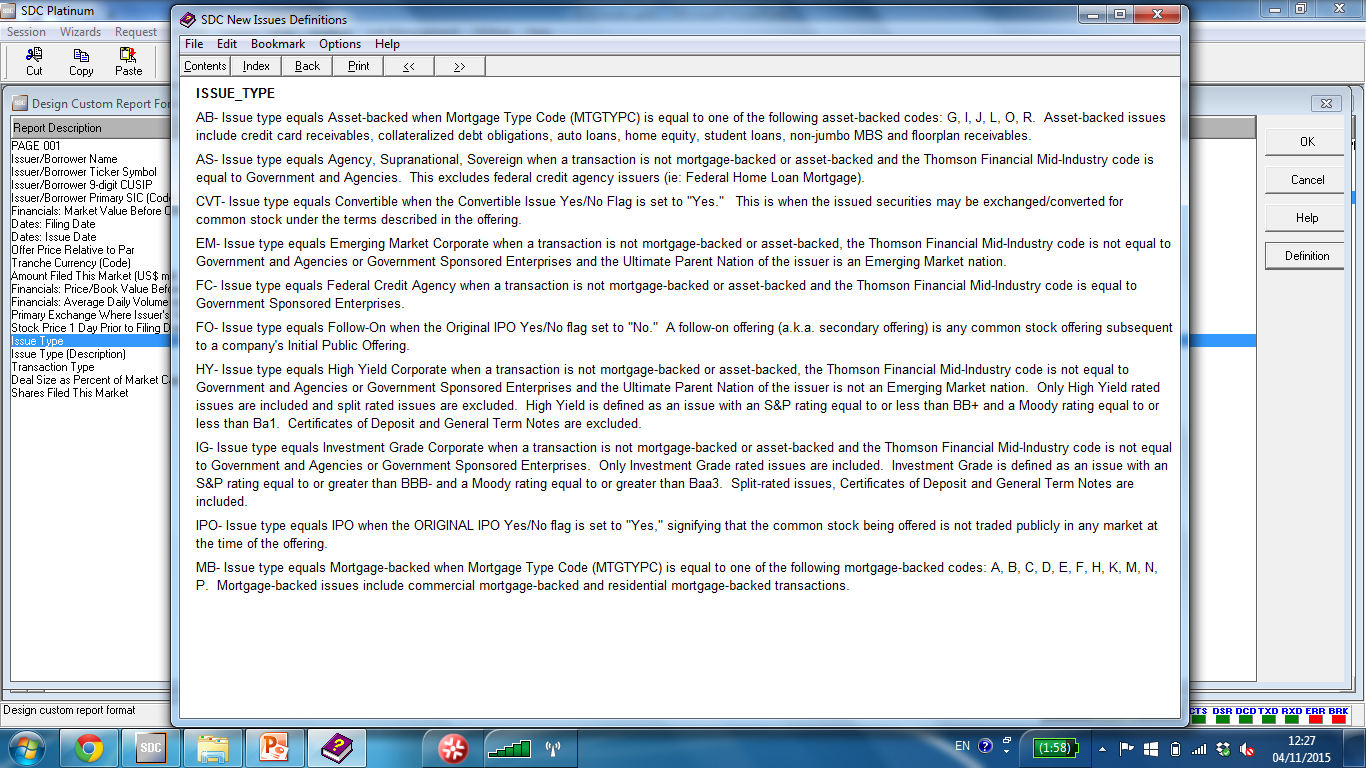 SDC Platinum
Session Wizards Request
Cut Copy Paste
SDC New Issues Definitions
File Edit Bookmark Options Help
Contents Index Back Print << >>
Design Custom Report For
Report Description
PAGE 001
Issuer/Borrower Name
Issuer/Borrower Ticker Symbol
Issuer/Borrower 9-digit CUSIP
Issuer/Borrower Primary SIC (Code
Financials: Market Value Before O
Dates: Filing Date
Dates: Issue Date
Offer Price Relative to Par
Tranche Currency (Code)
Amount Filed This Market (US$ m
Financials: Price/Book Value Befo
Financials: Average Daily Volume
Primary Exchange Where Issuer's
Stock Price 1 Day Prior to Filing D
Issue Type
Issue Type (Description)
Transaction Type
Deal Size as Percent of Market Ca
Shares Filed This Market
ISSUE_TYPE
AB- Issue type equals Asset-backed when Mortgage Type Code (MTGTYPC) is equal to one of the following asset-backed codes: G, I, J, L, O, R. Asset-backed issues
include credit card receivables, collateralized debt obligations, auto loans, home equity, student loans, non-jumbo MBS and floorplan receivables.
AS- Issue type equals Agency, Supranational, Sovereign when a transaction is not mortgage-backed or asset-backed and the Thomson Financial Mid-Industry code is
equal to Government and Agencies. This excludes federal credit agency issuers (ie: Federal Home Loan Mortgage).
CVT- Issue type equals Convertible when the Convertible Issue Yes/No Flag is set to "Yes." This is when the issued securities may be exchanged/converted for
common stock under the terms described in the offering.
EM- Issue type equals Emerging Market Corporate when a transaction is not mortgage-backed or asset-backed, the Thomson Financial Mid-Industry code is not equal to
Government and Agencies or Government Sponsored Enterprises and the Ultimate Parent Nation of the issuer is an Emerging Market nation.
FC- Issue type equals Federal Credit Agency when a transaction is not mortgage-backed or asset-backed and the Thomson Financial Mid-Industry code is equal to
Government Sponsored Enterprises.
FO- Issue type equals Follow-On when the Original IPO Yes/No flag set to "No." A follow-on offering (a.k.a. secondary offering) is any common stock offering subsequent
to a company's Initial Public Offering.
HY- Issue type equals High Yield Corporate when a transaction is not mortgage-backed or asset-backed, the Thomson Financial Mid-Industry code is not equal to
Government and Agencies or Government Sponsored Enterprises and the Ultimate Parent Nation of the issuer is not an Emerging Market nation. Only High Yield rated
issues are included and split rated issues are excluded. High Yield is defined as an issue with an S&P rating equal to or less than BB+ and a Moody rating equal to or
less than Ba1. Certificates of Deposit and General Term Notes are excluded.
IG- Issue type equals Investment Grade Corporate when a transaction is not mortgage-backed or asset-backed and the Thomson Financial Mid-Industry code is not equal
to Government and Agencies or Government Sponsored Enterprises. Only Investment Grade rated issues are included. Investment Grade is defined as an issue with an
S&P rating equal to or greater than BBB- and a Moody rating equal to or greater than Baa3. Split-rated issues, Certificates of Deposit and General Term Notes are
included.
IPO- Issue type equals IPO when the ORIGINAL IPO Yes/No flag is set to "Yes," signifying that the common stock being offered is not traded publicly in any market at
the time of the offering.
MB- Issue type equals Mortgage-backed when Mortgage Type Code (MTGTYPC) is equal to one of the following mortgage-backed codes: A, B, C, D, E, F, H, K, M, N,
P. Mortgage-backed issues include commercial mortgage-backed and residential mortgage-backed transactions.
OK
Cancel
Help
Definition
Design custom report format
CTS DSR DCD TXD RXD ERR BRK
SDC
EN
(1:58)
12:27
04/11/2015